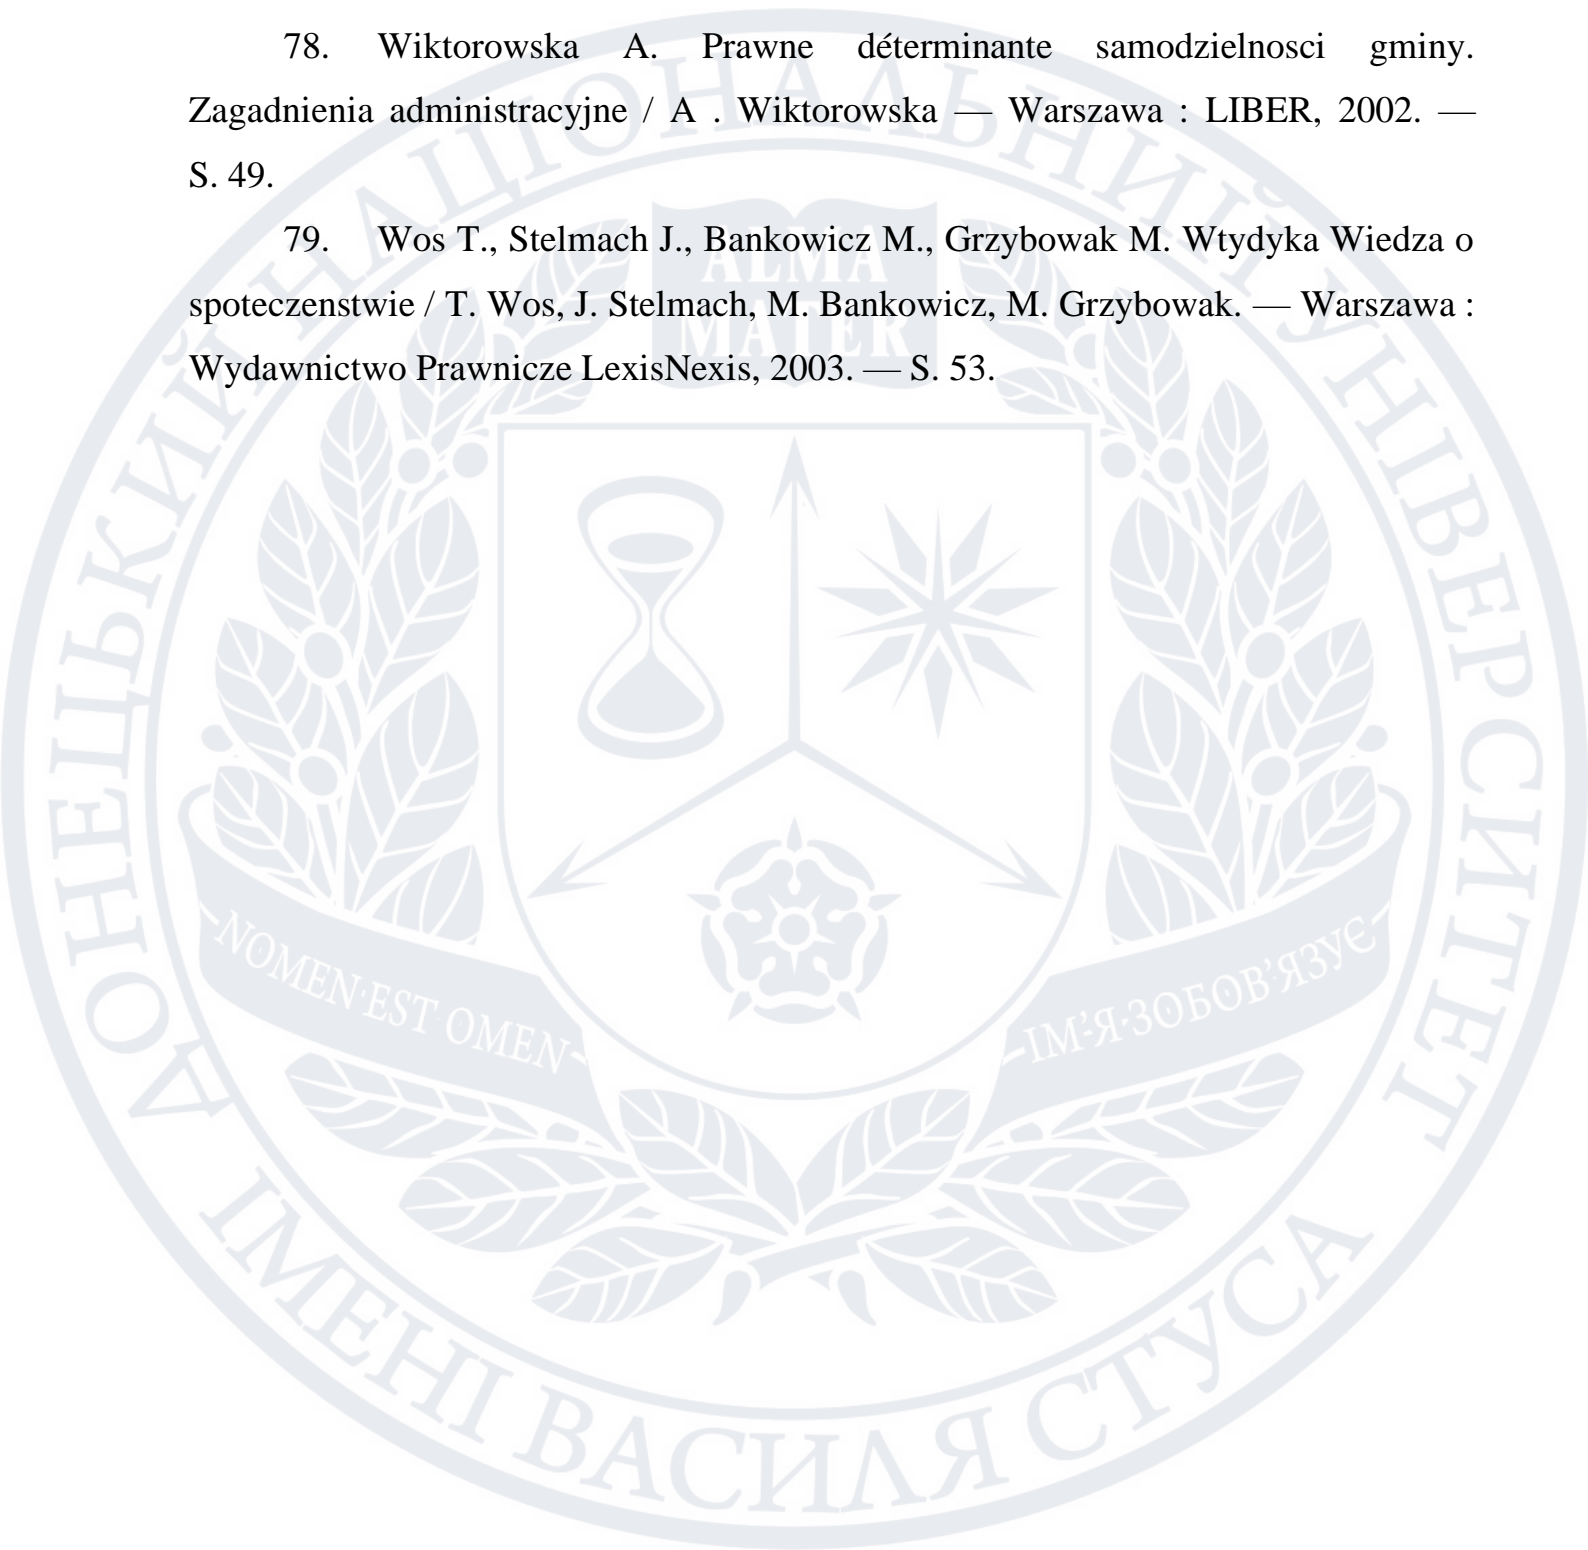 78. Wiktorowska A. Prawne déterminante samodzielnosci gminy.
Zagadnienia administracyjne / A . Wiktorowska — Warszawa : LIBER, 2002. —
S. 49.
79. Wos T., Stelmach J., Bankowicz M., Grzybowak M. Wtydyka Wiedza o
spoteczenstwie / T. Wos, J. Stelmach, M. Bankowicz, M. Grzybowak. — Warszawa :
Wydawnictwo Prawnicze LexisNexis, 2003. — S. 53.
ДОНЕЦЬКИЙ НАЦІОНАЛЬНИЙ УНІВЕРСИТЕТ
ІМЕНІ ВАСИЛЯ СТУСА
ALMA
MATER
NOMEN·EST·OMEN
ІМ'Я·ЗОБОВ'ЯЗУЄ